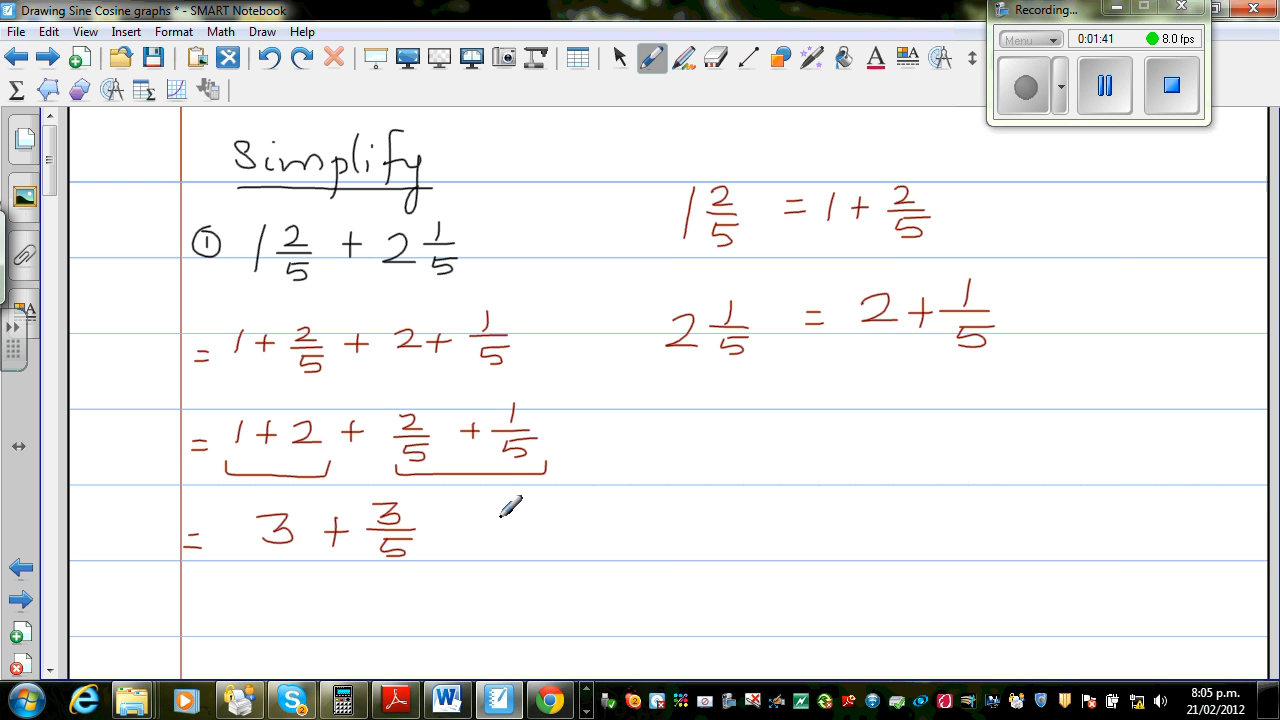 Drawing Sine Cosine graphs * - SMART Notebook
Recording...
File Edit View Insert Format Math Draw Help
Menu 0:01:41 8.0 fps
Simplify
① 1 2/5 + 2 1/5
1 2/5 = 1 + 2/5
2 1/5 = 2 + 1/5
= 1 + 2/5 + 2 + 1/5
= 1 + 2 + 2/5 + 1/5
= 3 + 3/5
8:05 p.m.
21/02/2012